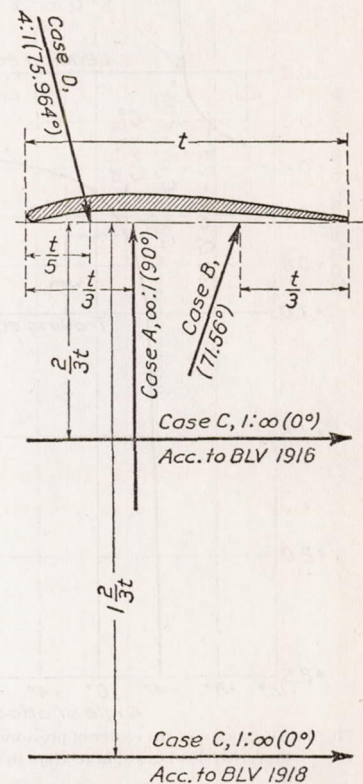 Case D,
4:1(75.964°)
t
t/5
t/3
t/3
Case A, ∞:1(90°)
Case B,
(71.56°)
2/3t
Case C, 1:∞(0°)
Acc. to BLV 1916
1 2/3t
Case C, 1:∞(0°)
Acc. to BLV 1918